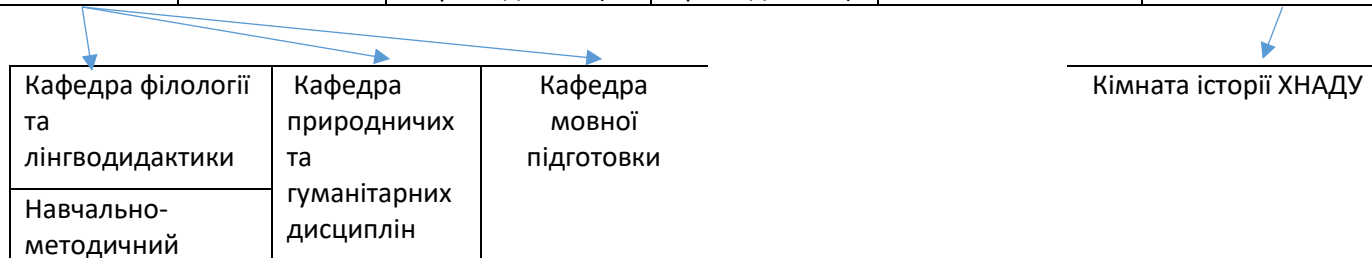 Кафедра філології
та
лінгводидактики
Навчально-
методичний
Кафедра
природничих
та
гуманітарних
дисциплін
Кафедра
мовної
підготовки
Кімната історії ХНАДУ